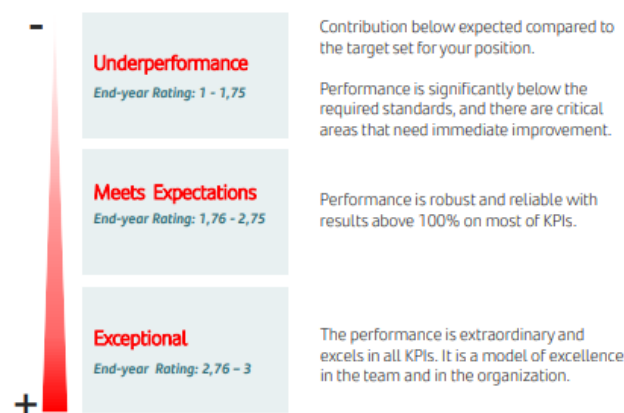 -
Underperformance
End-year Rating: 1 - 1,75
Contribution below expected compared to
the target set for your position.
Performance is significantly below the
required standards, and there are critical
areas that need immediate improvement.
Meets Expectations
End-year Rating: 1,76 - 2,75
Performance is robust and reliable with
results above 100% on most of KPIs.
Exceptional
End-year Rating: 2,76 – 3
The performance is extraordinary and
excels in all KPIs. It is a model of excellence
in the team and in the organization.
+